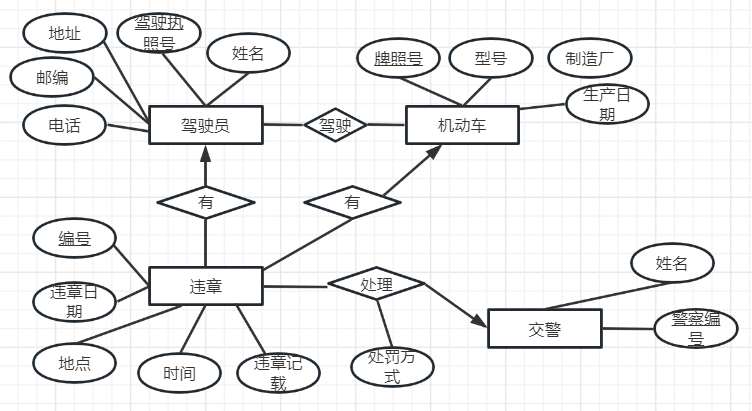 地址
驾驶执
照号
姓名
牌照号
型号
制造厂
邮编
生产日
期
电话
驾驶员
驾驶
机动车
有
有
编号
违章
处理
姓名
违章日
期
交警
警察编
号
地点
时间
违章记
载
处罚方
式